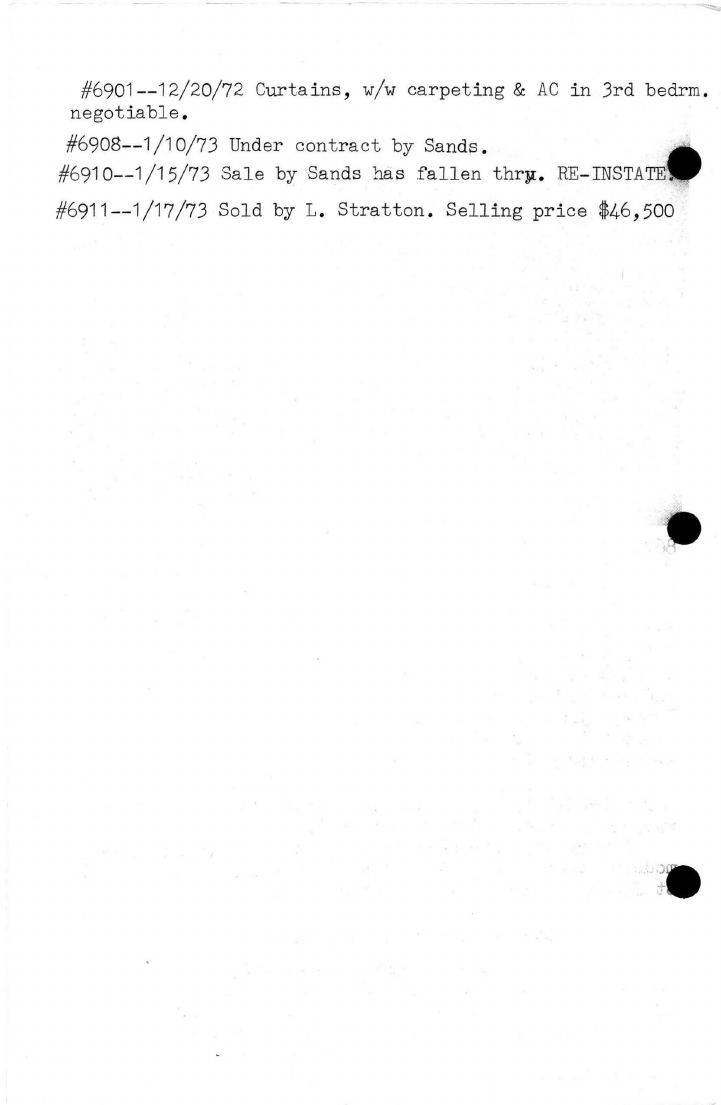 #6901--12/20/72 Curtains, w/w carpeting & AC in 3rd bedrm.
negotiable.
#6908--1/10/73 Under contract by Sands.
#6910--1/15/73 Sale by Sands has fallen thru. RE-INSTATE.
#6911--1/17/73 Sold by L. Stratton. Selling price $46,500